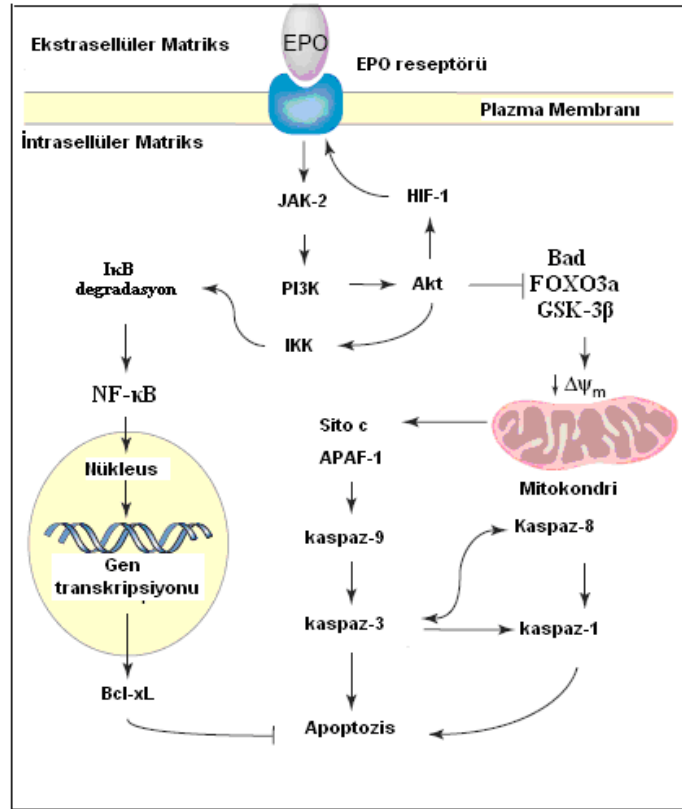 EPO
Ekstrasellüler Matriks
EPO reseptörü
Plazma Membranı
İntrasellüler Matriks
JAK-2
HIF-1
IκB
degradasyon
PI3K
Akt
Bad
FOXO3a
GSK-3β
IKK
NF-κB
↓ Δψm
Sito c
APAF-1
Mitokondri
Nükleus
Gen
transkripsiyonu
kaspaz-9
Kaspaz-8
kaspaz-3
kaspaz-1
Bcl-xL
Apoptozis